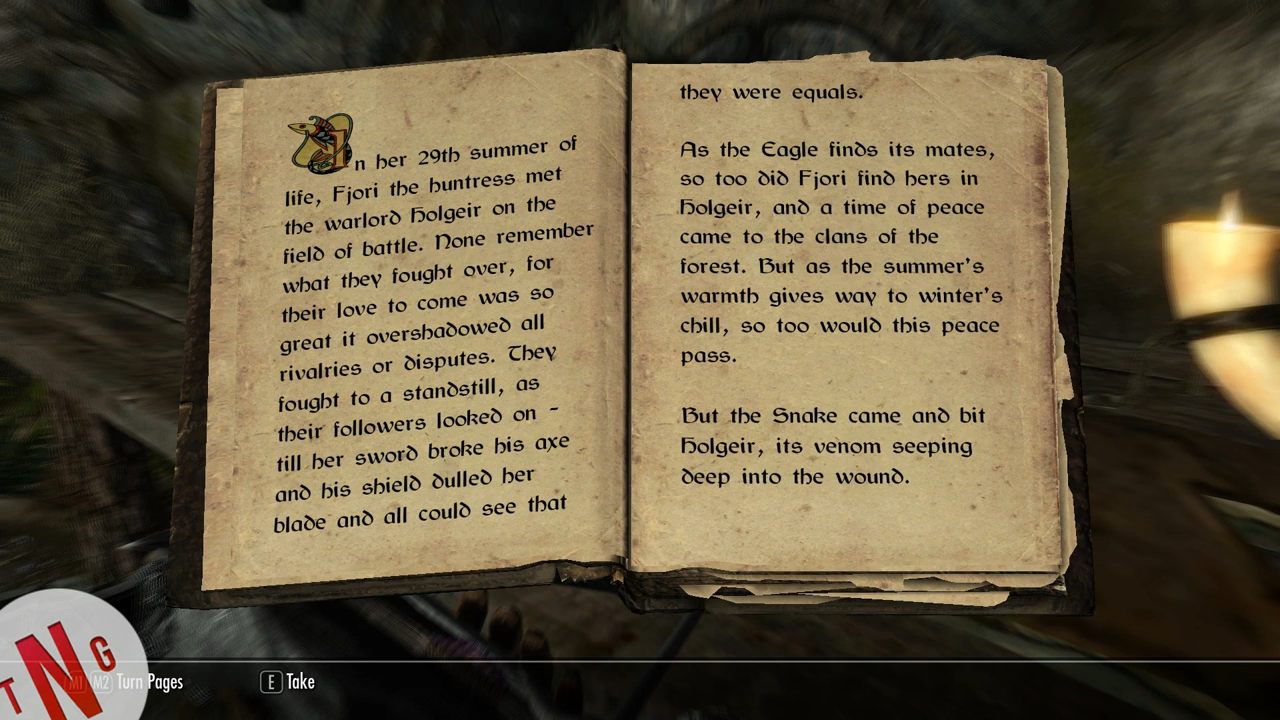 In her 29th summer of
life, Fjori the huntress met
the warlord Holgeir on the
field of battle. None remember
what they fought over, for
their love to come was so
great it overshadowed all
rivalries or disputes. They
fought to a standstill, as
their followers looked on -
till her sword broke his axe
and his shield dulled her
blade and all could see that
they were equals.
As the Eagle finds its mates,
so too did Fjori find hers in
Holgeir, and a time of peace
came to the clans of the
forest. But as the summer's
warmth gives way to winter's
chill, so too would this peace
pass.
But the Snake came and bit
Holgeir, its venom seeping
deep into the wound.
TNG
M1 M2 Turn Pages
E Take